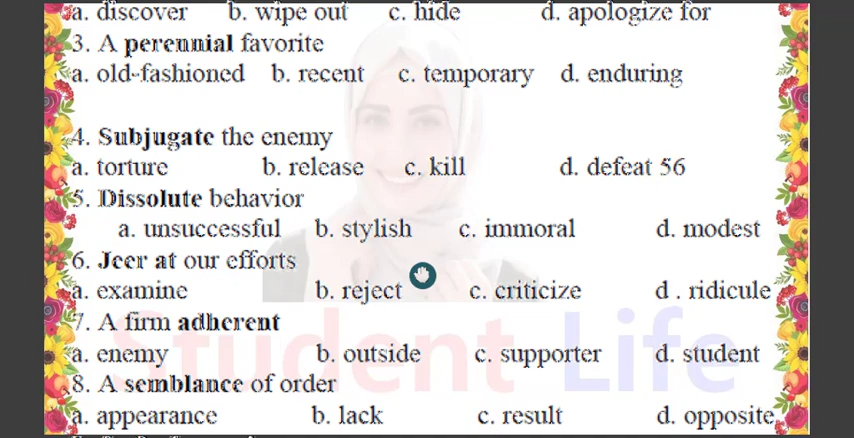 a. discover b. wipe out c. hide d. apologize for
3. A perennial favorite
a. old-fashioned b. recent c. temporary d. enduring
4. Subjugate the enemy
a. torture b. release c. kill d. defeat 56
5. Dissolute behavior
a. unsuccessful b. stylish c. immoral d. modest
6. Jeer at our efforts
a. examine b. reject c. criticize d . ridicule
7. A firm adherent
a. enemy b. outside c. supporter d. student
Student Life
8. A semblance of order
a. appearance b. lack c. result d. opposite